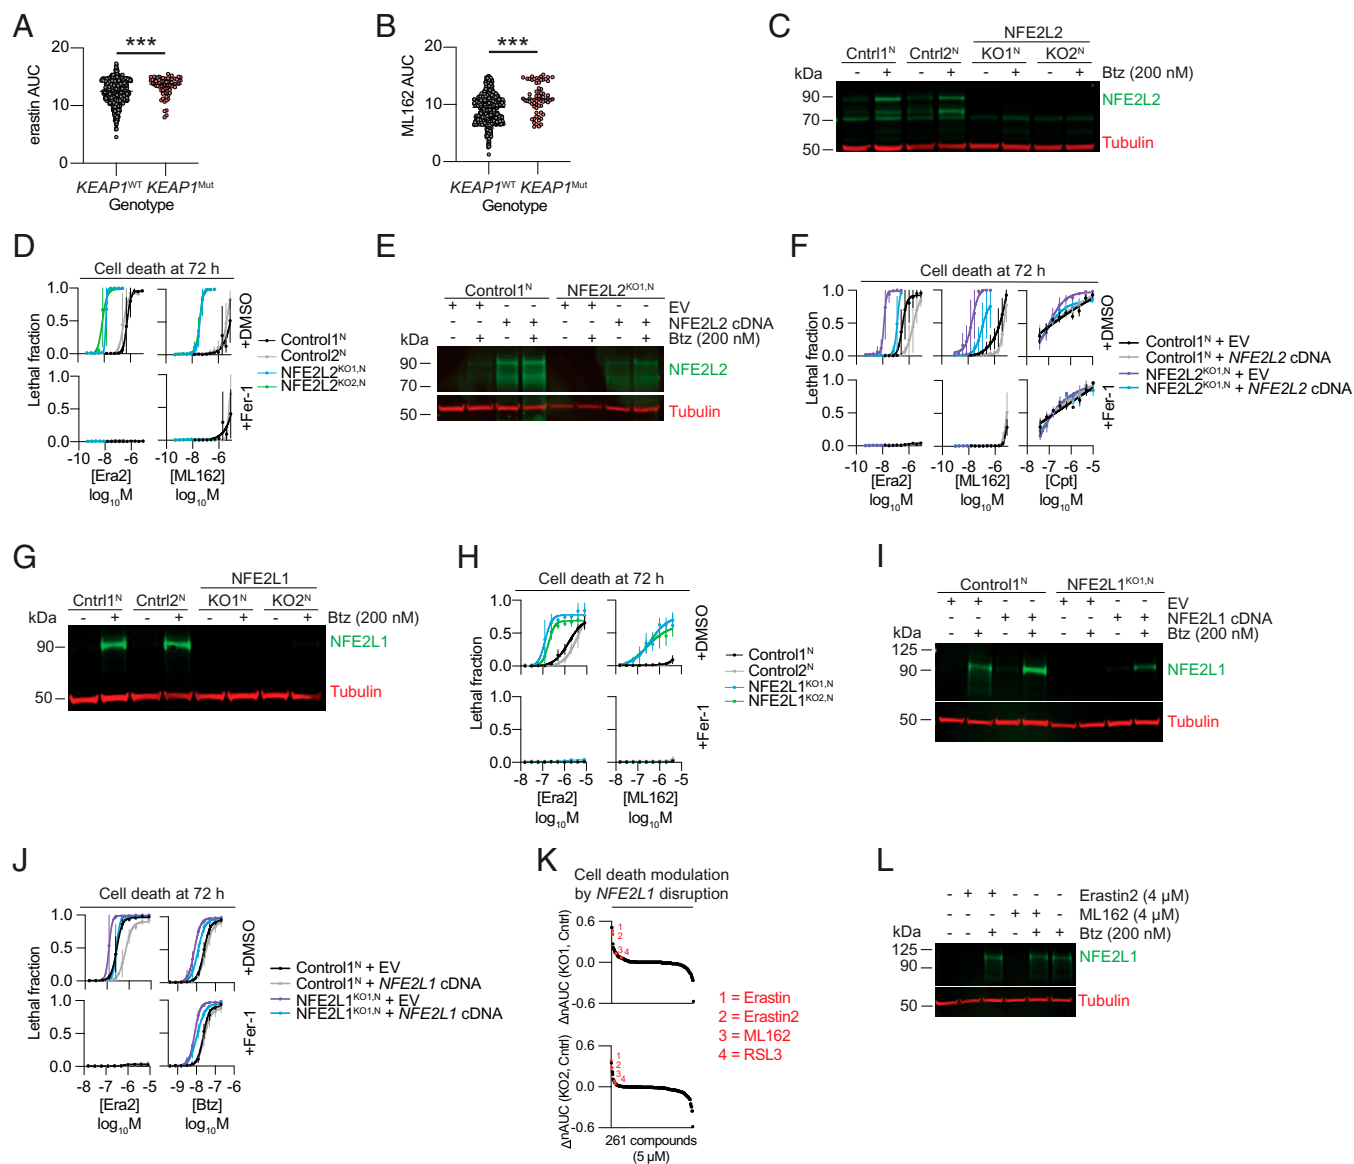 A
20
10
0
erastin AUC
***
KEAP1WT KEAP1Mut
Genotype
B
20
10
0
ML162 AUC
***
KEAP1WT KEAP1Mut
Genotype
C
NFE2L2
Cntrl1N Cntrl2N KO1N KO2N
kDa - + - + - + - + Btz (200 nM)
90 NFE2L2
70
50 Tubulin
D
Cell death at 72 h
1.0
0.5
0.0
+DMSO
1.0
0.5
0.0
+Fer-1
Lethal fraction
-10 -8 -6 -10 -8 -6
[Era2] [ML162]
log10M log10M
Control1N
Control2N
NFE2L2KO1,N
NFE2L2KO2,N
E
Control1N NFE2L2KO1,N
+ + - - + + - - EV
- - + + - - + + NFE2L2 cDNA
- + - + - + - + Btz (200 nM)
kDa
90 NFE2L2
70
50 Tubulin
F
Cell death at 72 h
1.0
0.5
0.0
+DMSO
1.0
0.5
0.0
+Fer-1
Lethal fraction
-10 -8 -6 -10 -8 -6 -8 -7 -6 -5
[Era2] [ML162] [Cpt]
log10M log10M log10M
Control1N + EV
Control1N + NFE2L2 cDNA
NFE2L2KO1,N + EV
NFE2L2KO1,N + NFE2L2 cDNA
G
NFE2L1
Cntrl1N Cntrl2N KO1N KO2N
kDa - + - + - + - + Btz (200 nM)
90 NFE2L1
50 Tubulin
H
Cell death at 72 h
1.0
0.5
0.0
+DMSO
1.0
0.5
0.0
+Fer-1
Lethal fraction
-8 -7 -6 -5 -8 -7 -6 -5
[Era2] [ML162]
log10M log10M
Control1N
Control2N
NFE2L1KO1,N
NFE2L1KO2,N
I
Control1N NFE2L1KO1,N
+ + - - + + - - EV
- - + + - - + + NFE2L1 cDNA
- + - + - + - + Btz (200 nM)
kDa
125
90 NFE2L1
50 Tubulin
J
Cell death at 72 h
1.0
0.5
0.0
+DMSO
1.0
0.5
0.0
+Fer-1
Lethal fraction
-8 -7 -6 -5 -9 -8 -7 -6
[Era2] [Btz]
log10M log10M
Control1N + EV
Control1N + NFE2L1 cDNA
NFE2L1KO1,N + EV
NFE2L1KO1,N + NFE2L1 cDNA
K
Cell death modulation
by NFE2L1 disruption
0.6
0.0
-0.6
ΔnAUC (KO1, Cntrl)
1
2
3 4
0.6
0.0
-0.6
ΔnAUC (KO2, Cntrl)
1
2
3
4
261 compounds
(5 µM)
1 = Erastin
2 = Erastin2
3 = ML162
4 = RSL3
L
- + + - - - Erastin2 (4 µM)
- - - + + - ML162 (4 µM)
- - + - + + Btz (200 nM)
kDa
125
90
NFE2L1
50 Tubulin